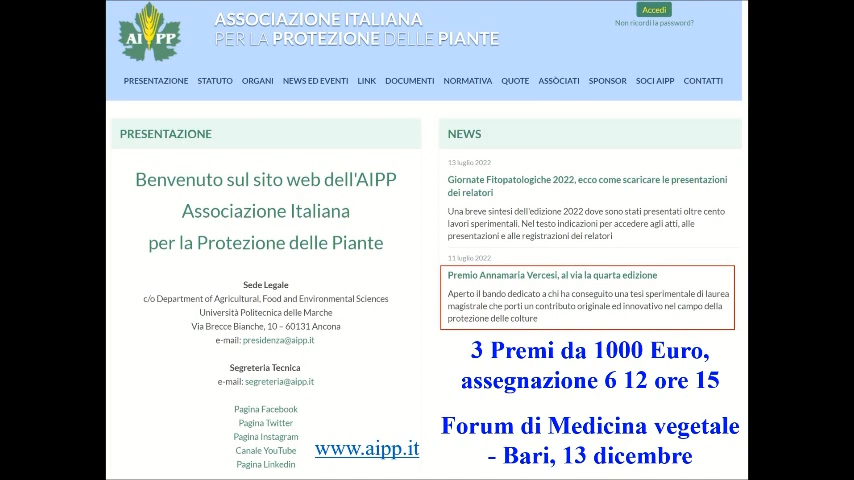 AIPP
ASSOCIAZIONE ITALIANA
PER LA PROTEZIONE DELLE PIANTE
Accedi
Non ricordi la password?
PRESENTAZIONE STATUTO ORGANI NEWS ED EVENTI LINK DOCUMENTI NORMATIVA QUOTE ASSÒCIATI SPONSOR SOCI AIPP CONTATTI
PRESENTAZIONE
Benvenuto sul sito web dell'AIPP
Associazione Italiana
per la Protezione delle Piante
Sede Legale
c/o Department of Agricultural, Food and Environmental Sciences
Università Politecnica delle Marche
Via Brecce Bianche, 10 – 60131 Ancona
e-mail: presidenza@aipp.it
Segreteria Tecnica
e-mail: segreteria@aipp.it
Pagina Facebook
Pagina Twitter
Pagina Instagram
Canale YouTube
Pagina Linkedin
www.aipp.it
NEWS
13 luglio 2022
Giornate Fitopatologiche 2022, ecco come scaricare le presentazioni
dei relatori
Una breve sintesi dell'edizione 2022 dove sono stati presentati oltre cento
lavori sperimentali. Nel testo indicazioni per accedere agli atti, alle
presentazioni e alle registrazioni dei relatori
11 luglio 2022
Premio Annamaria Vercesi, al via la quarta edizione
Aperto il bando dedicato a chi ha conseguito una tesi sperimentale di laurea
magistrale che porti un contributo originale ed innovativo nel campo della
protezione delle colture
3 Premi da 1000 Euro,
assegnazione 6 12 ore 15
Forum di Medicina vegetale
- Bari, 13 dicembre